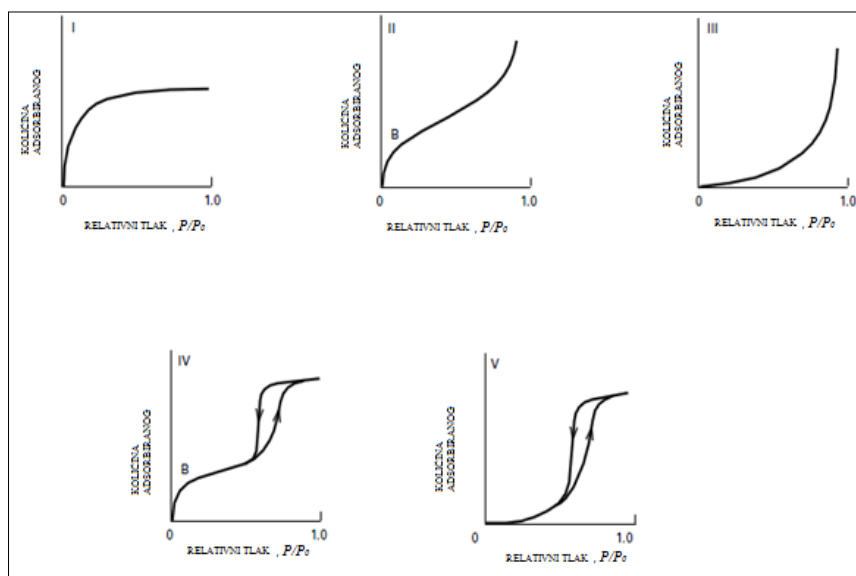 I
KOLIČINA
ADSORBIRANOG
0
1.0
RELATIVNI TLAK , P/P₀
II
KOLIČINA
ADSORBIRANOG
B
0
1.0
RELATIVNI TLAK , P/P₀
III
KOLIČINA
ADSORBIRANOG
0
1.0
RELATIVNI TLAK , P/P₀
IV
KOLIČINA
ADSORBIRANOG
B
0
1.0
RELATIVNI TLAK , P/P₀
V
KOLIČINA
ADSORBIRANOG
0
1.0
RELATIVNI TLAK , P/P₀